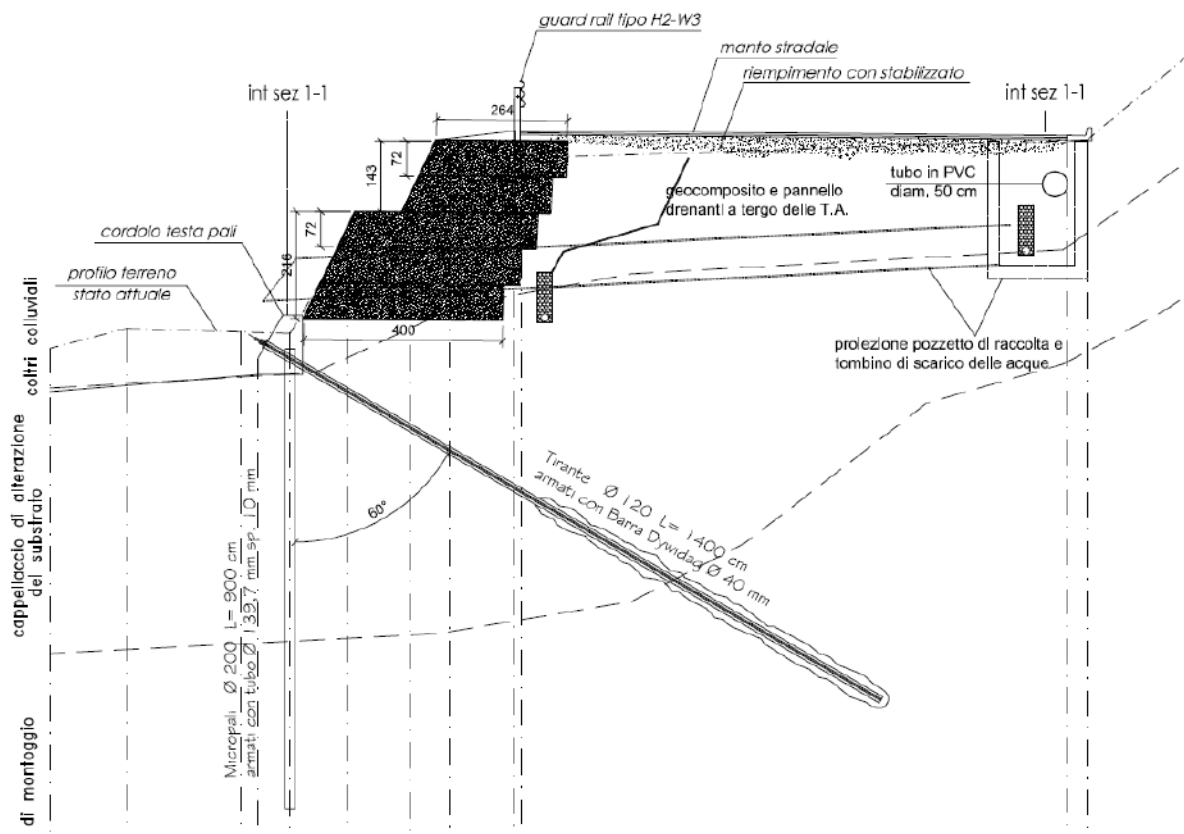 guard rail tipo H2-W3
manto stradale
riempimento con stabilizzato
int sez 1-1
int sez 1-1
264
143
72
72
216
400
tubo in PVC
diam. 50 cm
geocomposito e pannello
drenanti a tergo delle T.A.
cordolo testa pali
profilo terreno
stato attuale
proiezione pozzetto di raccolta e
tombino di scarico delle acque
coltri colluviali
cappellaccio di alterazione
del substrato
di montoggio
60°
Tirante Ø 120 L= 1400 cm
armati con Barra Dywidag Ø 40 mm
Micropali Ø 200 L= 900 cm
armati con tubo Ø 139,7 mm sp. 10 mm